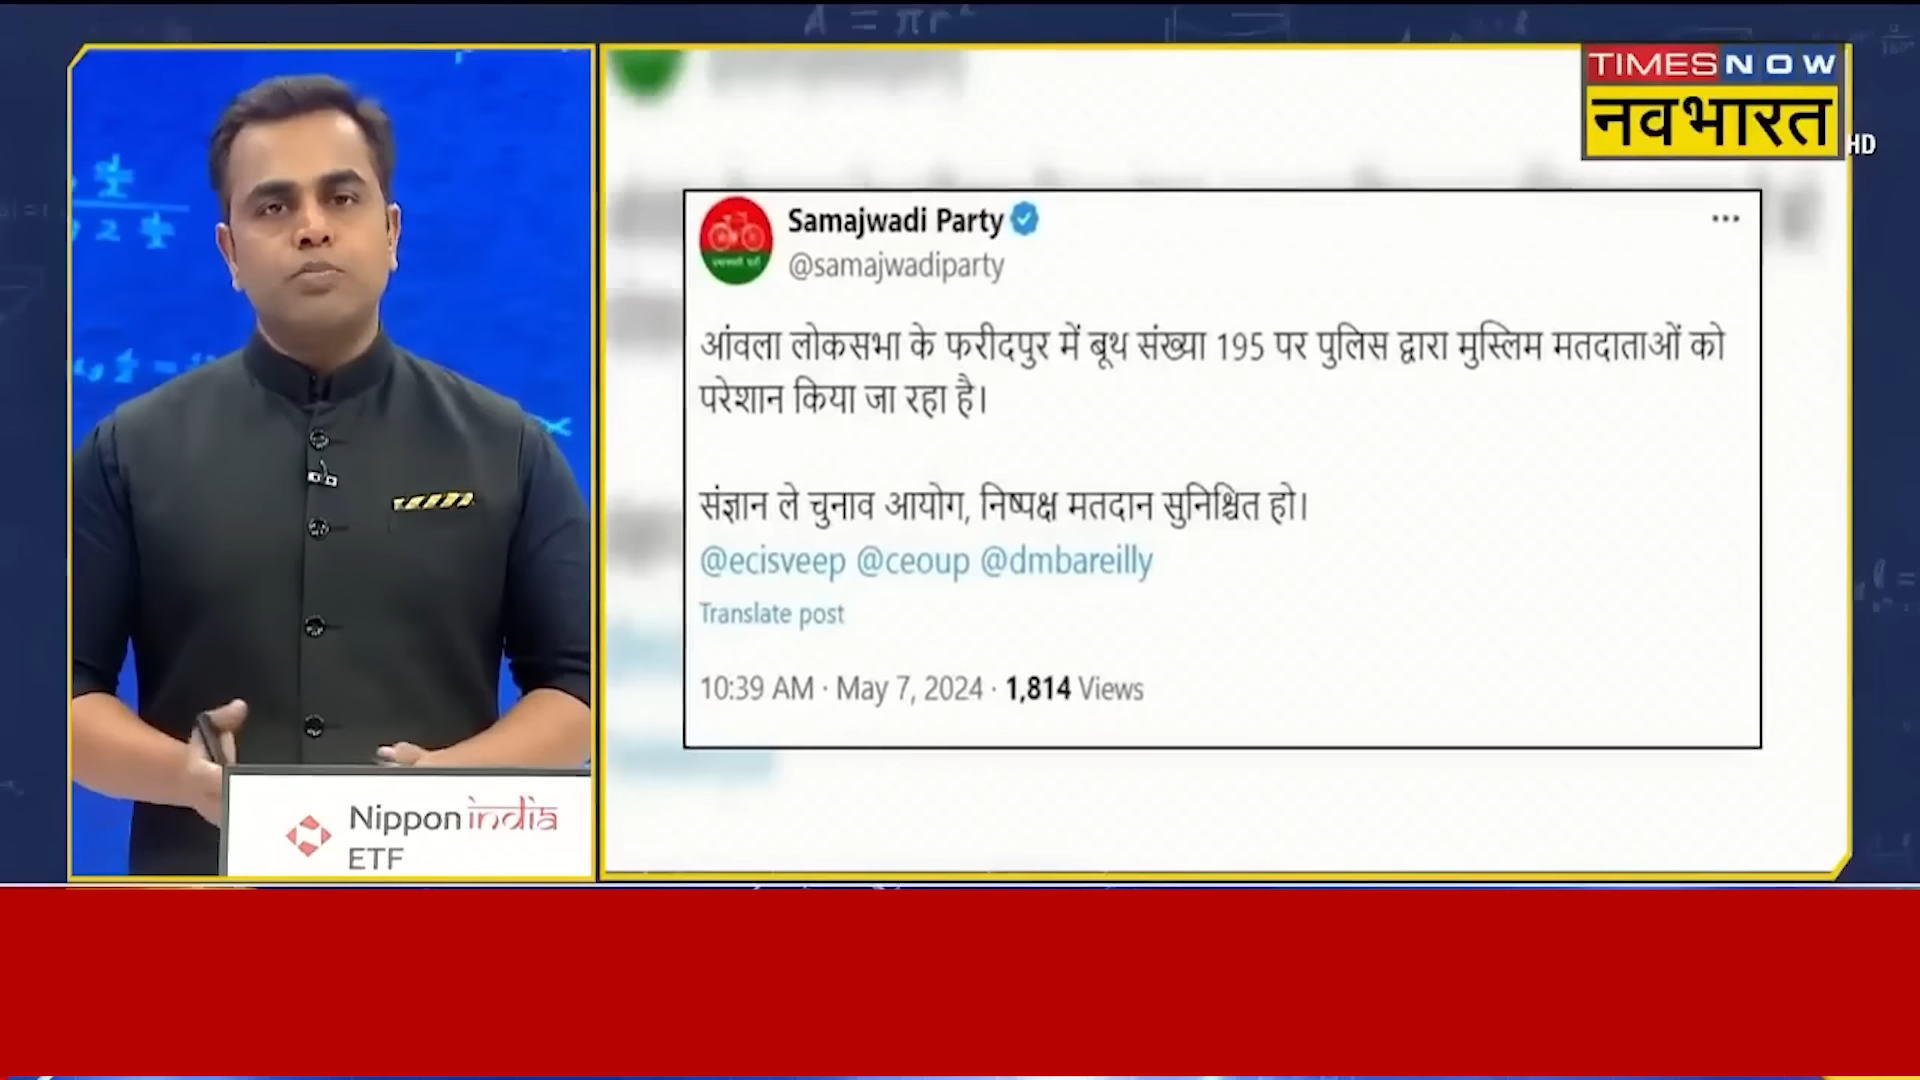 A = πr²
TIMES NOW
नवभारत
HD
Samajwadi Party
@samajwadiparty
आंवला लोकसभा के फरीदपुर में बूथ संख्या 195 पर पुलिस द्वारा मुस्लिम मतदाताओं को
परेशान किया जा रहा है।
संज्ञान ले चुनाव आयोग, निष्पक्ष मतदान सुनिश्चित हो।
@ecisveep @ceoup @dmbareilly
Translate post
10:39 AM · May 7, 2024 · 1,814 Views
Nippon india
ETF